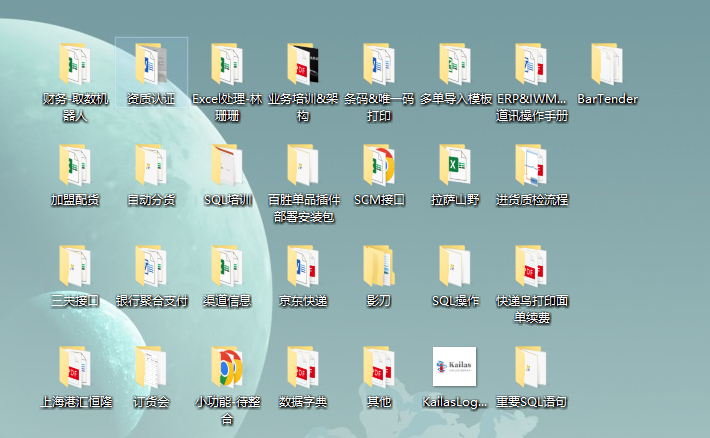 财务-取数机
器人
资质认证
Excel处理-林
珊珊
业务培训&架
构
条码&唯一码
打印
多单导入模板
ERP&IWM...
道讯操作手册
BarTender
加盟配货
自动分货
SQL培训
百胜单品插件
部署安装包
SCM接口
拉萨山野
进货质检流程
三夫接口
银行聚合支付
渠道信息
京东快递
影刃
SQL操作
快递鸟打印面
单续费
上海港汇恒隆
订货会
小功能-待整
合
数据字典
其他
Kailas
KailasLog...
重要SQL语句